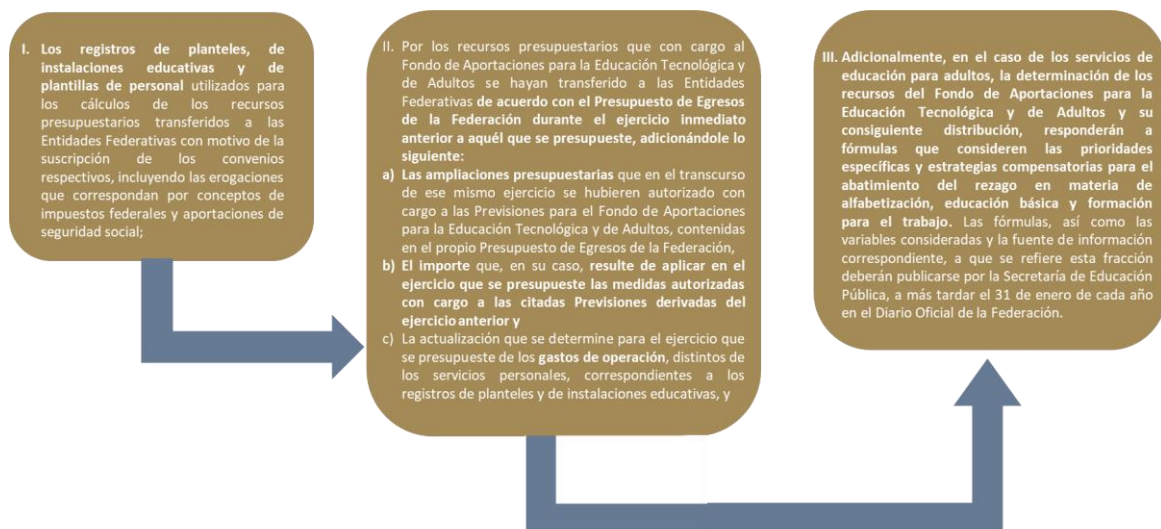 I. Los registros de planteles, de
instalaciones educativas y de
plantillas de personal utilizados para
los cálculos de los recursos
presupuestarios transferidos a las
Entidades Federativas con motivo de la
suscripción de los convenios
respectivos, incluyendo las erogaciones
que correspondan por conceptos de
impuestos federales y aportaciones de
seguridad social;
II. Por los recursos presupuestarios que con cargo al
Fondo de Aportaciones para la Educación Tecnológica y
de Adultos se hayan transferido a las Entidades
Federativas de acuerdo con el Presupuesto de Egresos
de la Federación durante el ejercicio inmediato
anterior a aquél que se presupueste, adicionándole lo
siguiente:
a) Las ampliaciones presupuestarias que en el transcurso
de ese mismo ejercicio se hubieren autorizado con
cargo a las Previsiones para el Fondo de Aportaciones
para la Educación Tecnológica y de Adultos, contenidas
en el propio Presupuesto de Egresos de la Federación,
b) El importe que, en su caso, resulte de aplicar en el
ejercicio que se presupueste las medidas autorizadas
con cargo a las citadas Previsiones derivadas del
ejercicio anterior y
c) La actualización que se determine para el ejercicio que
se presupueste de los gastos de operación, distintos de
los servicios personales, correspondientes a los
registros de planteles y de instalaciones educativas, y
III. Adicionalmente, en el caso de los servicios de
educación para adultos, la determinación de los
recursos del Fondo de Aportaciones para la
Educación Tecnológica y de Adultos y su
consiguiente distribución, responderán a
fórmulas que consideren las prioridades
específicas y estrategias compensatorias para el
abatimiento del rezago en materia de
alfabetización, educación básica y formación
para el trabajo. Las fórmulas, así como las
variables consideradas y la fuente de información
correspondiente, a que se refiere esta fracción
deberán publicarse por la Secretaría de Educación
Pública, a más tardar el 31 de enero de cada año
en el Diario Oficial de la Federación.